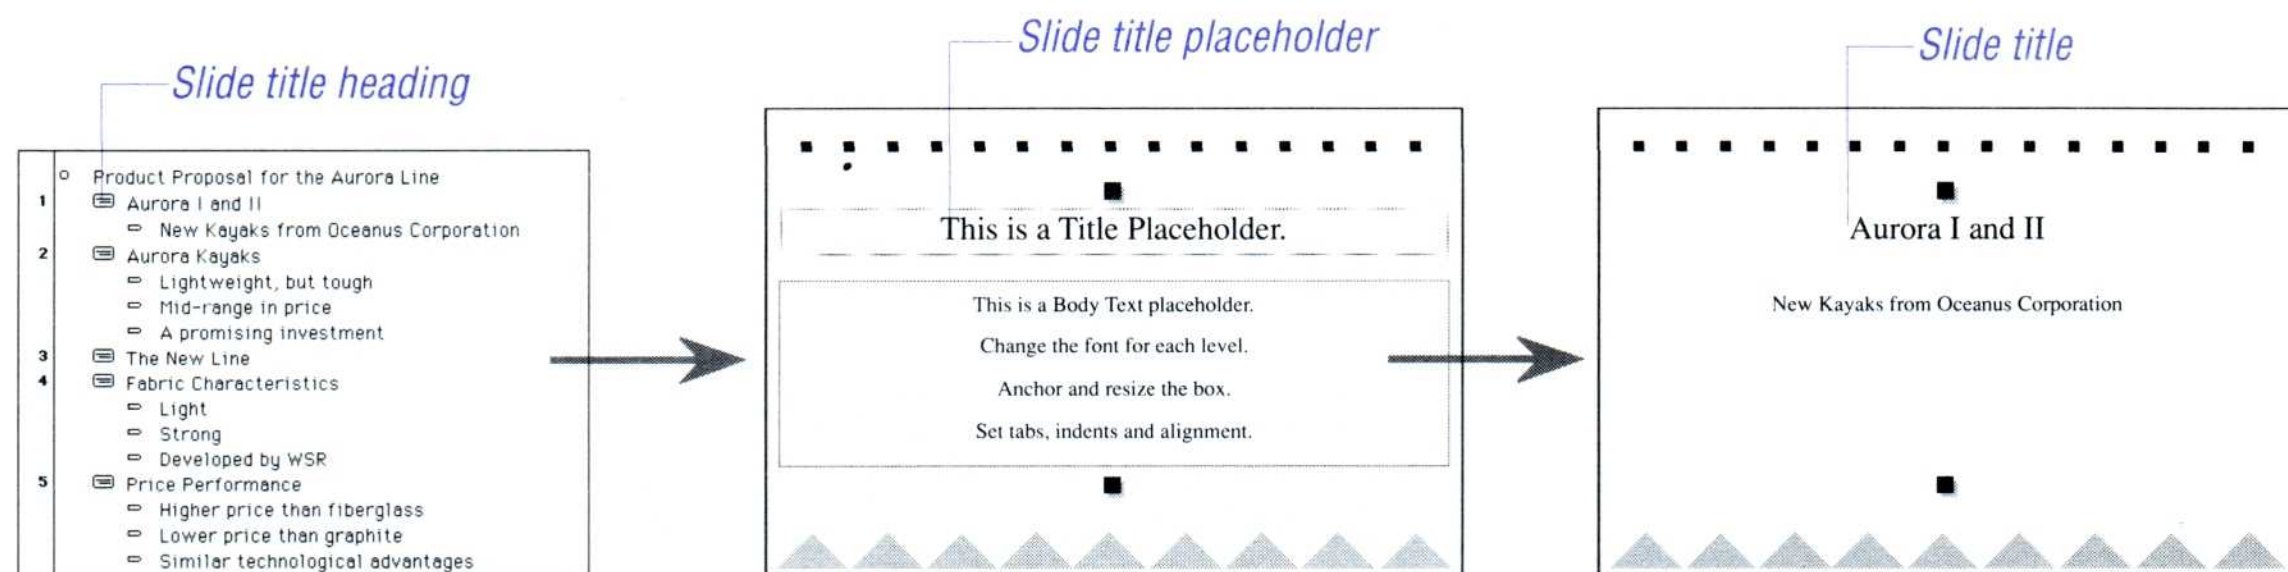 Slide title heading
Slide title placeholder
Slide title
Product Proposal for the Aurora Line
1 Aurora I and II
New Kayaks from Oceanus Corporation
2 Aurora Kayaks
Lightweight, but tough
Mid-range in price
A promising investment
3 The New Line
4 Fabric Characteristics
Light
Strong
Developed by WSR
5 Price Performance
Higher price than fiberglass
Lower price than graphite
Similar technological advantages
This is a Title Placeholder.
This is a Body Text placeholder.
Change the font for each level.
Anchor and resize the box.
Set tabs, indents and alignment.
Aurora I and II
New Kayaks from Oceanus Corporation